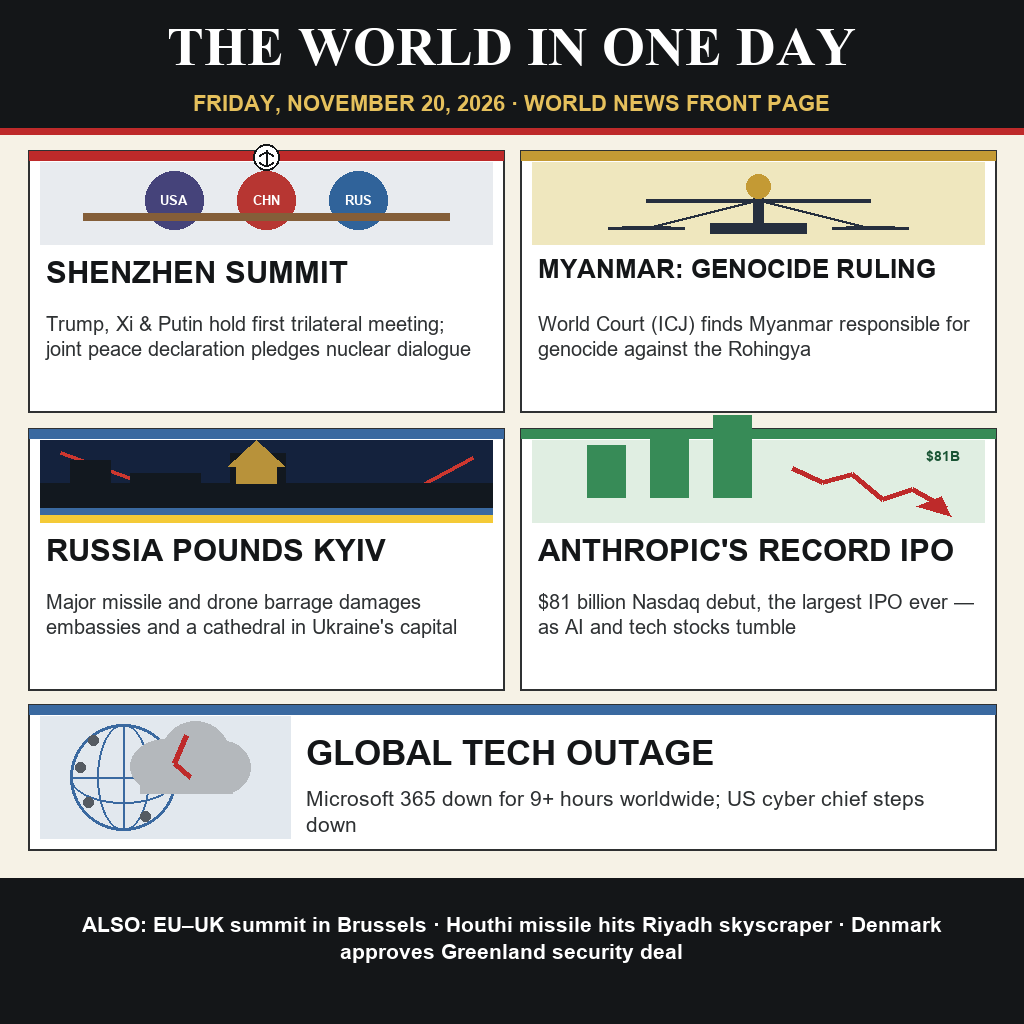 THE WORLD IN ONE DAY
FRIDAY, NOVEMBER 20, 2026 · WORLD NEWS FRONT PAGE
USA
CHN
RUS
SHENZHEN SUMMIT
Trump, Xi & Putin hold first trilateral meeting;
joint peace declaration pledges nuclear dialogue
MYANMAR: GENOCIDE RULING
World Court (ICJ) finds Myanmar responsible for
genocide against the Rohingya
RUSSIA POUNDS KYIV
Major missile and drone barrage damages
embassies and a cathedral in Ukraine's capital
$81B
ANTHROPIC'S RECORD IPO
$81 billion Nasdaq debut, the largest IPO ever —
as AI and tech stocks tumble
GLOBAL TECH OUTAGE
Microsoft 365 down for 9+ hours worldwide; US cyber chief steps
down
ALSO: EU–UK summit in Brussels · Houthi missile hits Riyadh skyscraper · Denmark
approves Greenland security deal